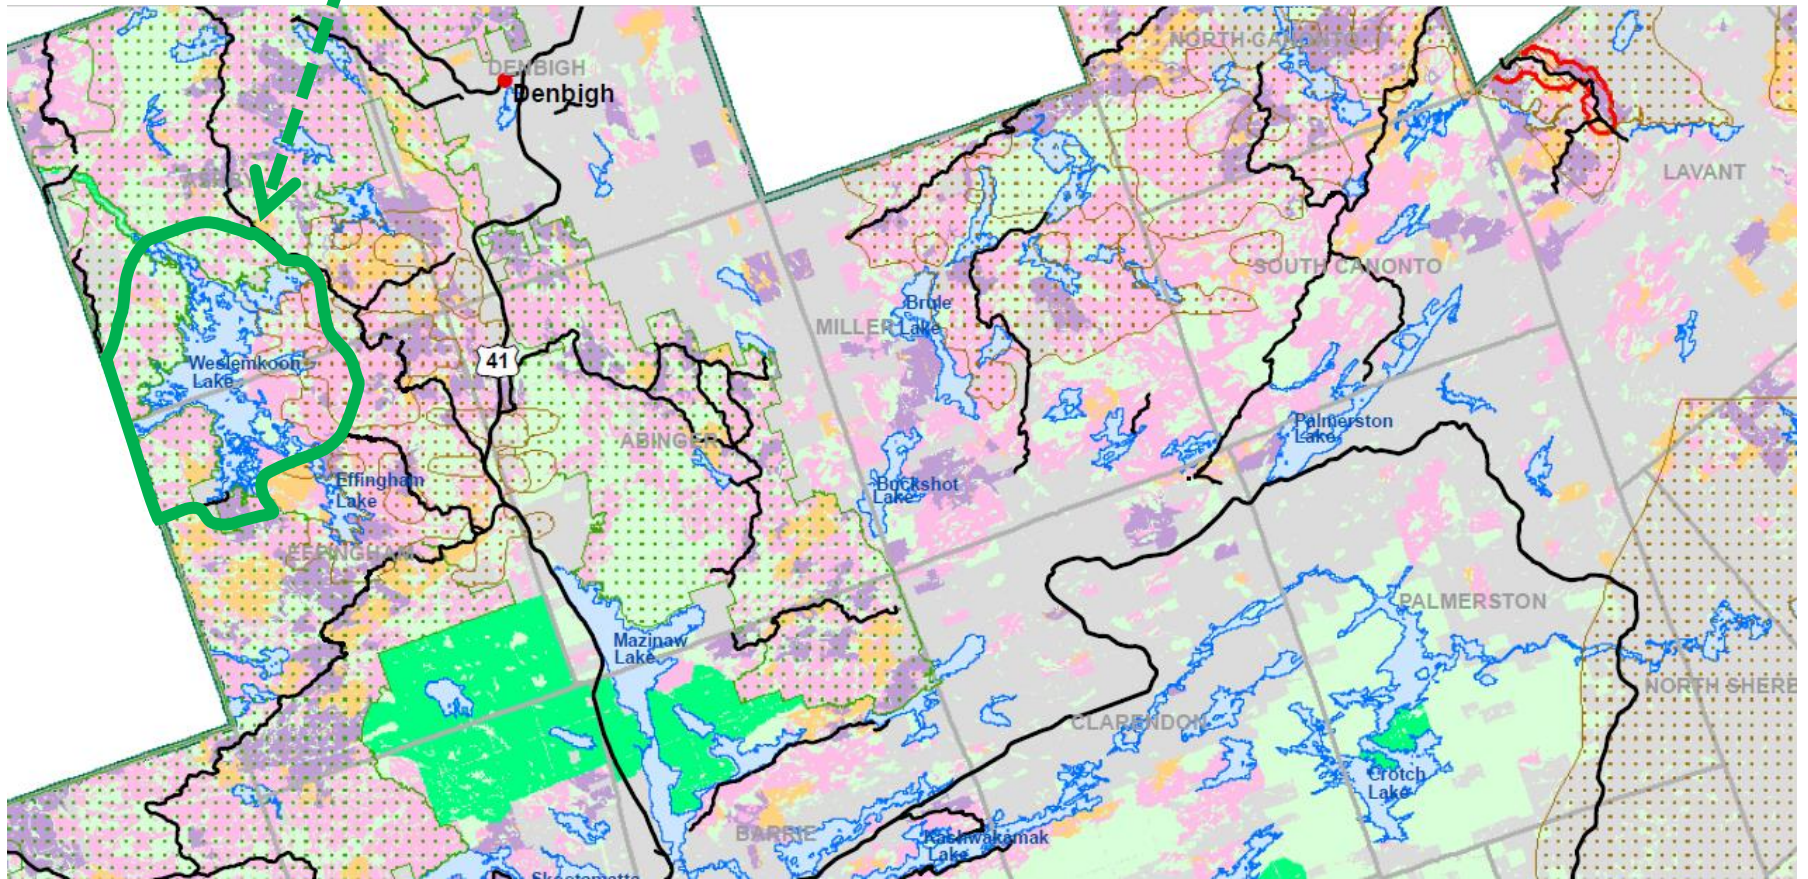 NORTH CANONTO
DENBIGH
Denbigh
LAVANT
SOUTH CANONTO
Brule
Lake
MILLER
41
Weslemkoon
Lake
Palmerston
Lake
ABINGER
Effingham
Lake
Buckshot
Lake
EFFINGHAM
PALMERSTON
Mazinaw
Lake
NORTH SHERB
CLARENDON
Crotch
Lake
BARRIE
Kashwakamak
Lake